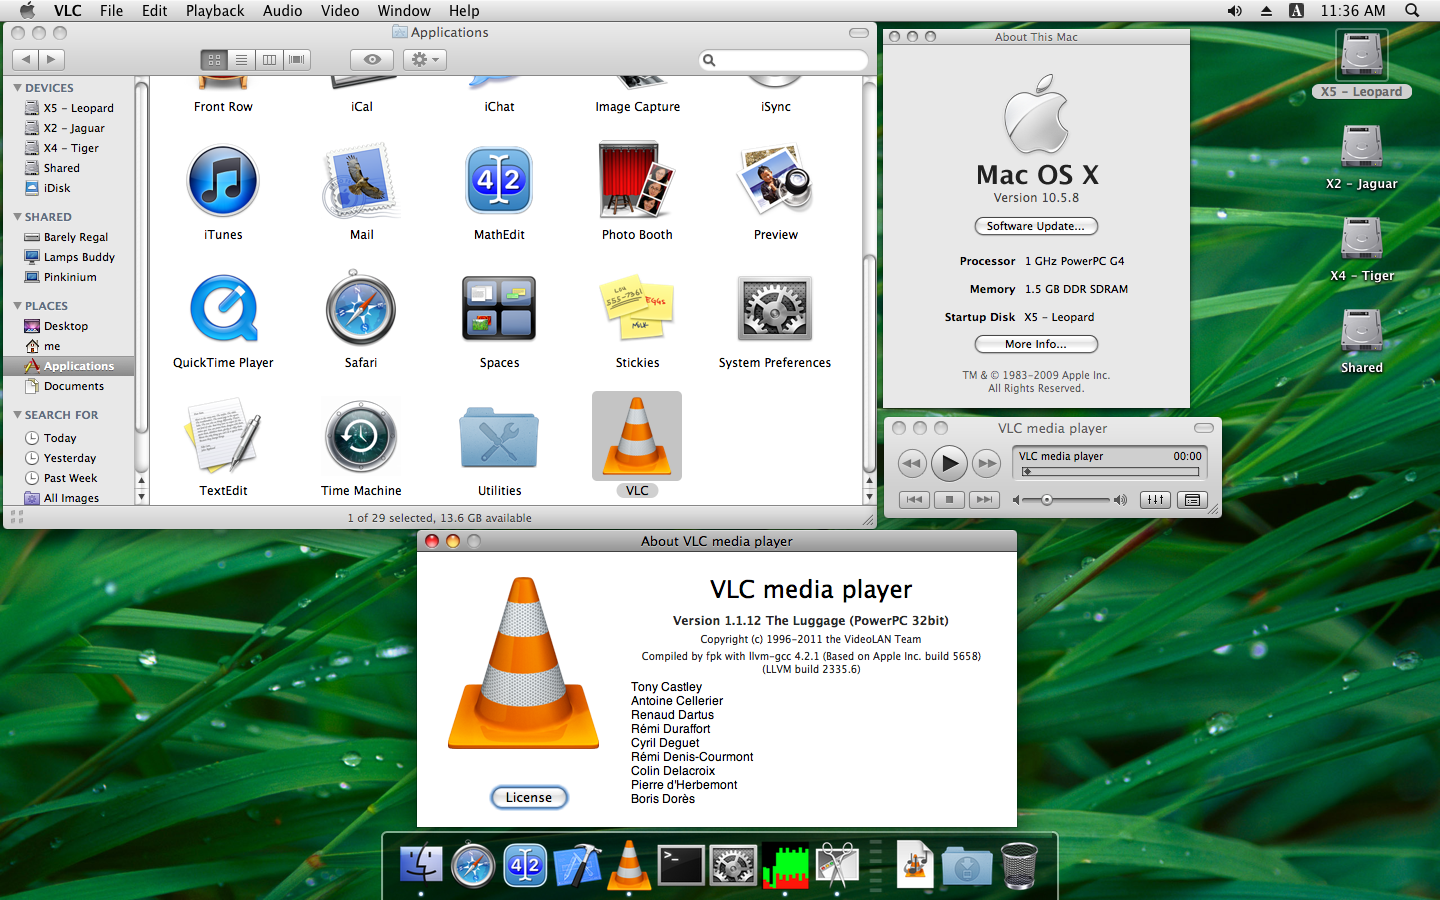 VLC File Edit Playback Audio Video Window Help
A 11:36 AM
Applications
DEVICES
X5 - Leopard
X2 - Jaguar
X4 - Tiger
Shared
iDisk
SHARED
Barely Regal
Lamps Buddy
Pinkinium
PLACES
Desktop
me
Applications
Documents
SEARCH FOR
Today
Yesterday
Past Week
All Images
Front Row
iCal
iChat
Image Capture
iSync
iTunes
Mail
42
MathEdit
Photo Booth
Preview
QuickTime Player
Safari
Spaces
555-7361
EGGS
MILK
Stickies
System Preferences
TextEdit
Time Machine
Utilities
VLC
1 of 29 selected, 13.6 GB available
About This Mac
Mac OS X
Version 10.5.8
Software Update...
Processor 1 GHz PowerPC G4
Memory 1.5 GB DDR SDRAM
Startup Disk X5 - Leopard
More Info...
TM & © 1983-2009 Apple Inc.
All Rights Reserved.
X5 - Leopard
X2 - Jaguar
X4 - Tiger
Shared
VLC media player
VLC media player 00:00
About VLC media player
VLC media player
Version 1.1.12 The Luggage (PowerPC 32bit)
Copyright (c) 1996-2011 the VideoLAN Team
Compiled by fpk with llvm-gcc 4.2.1 (Based on Apple Inc. build 5658)
(LLVM build 2335.6)
Tony Castley
Antoine Cellerier
Renaud Dartus
Rémi Duraffort
Cyril Deguet
Rémi Denis-Courmont
Colin Delacroix
Pierre d'Herbemont
Boris Dorès
License
42
>_